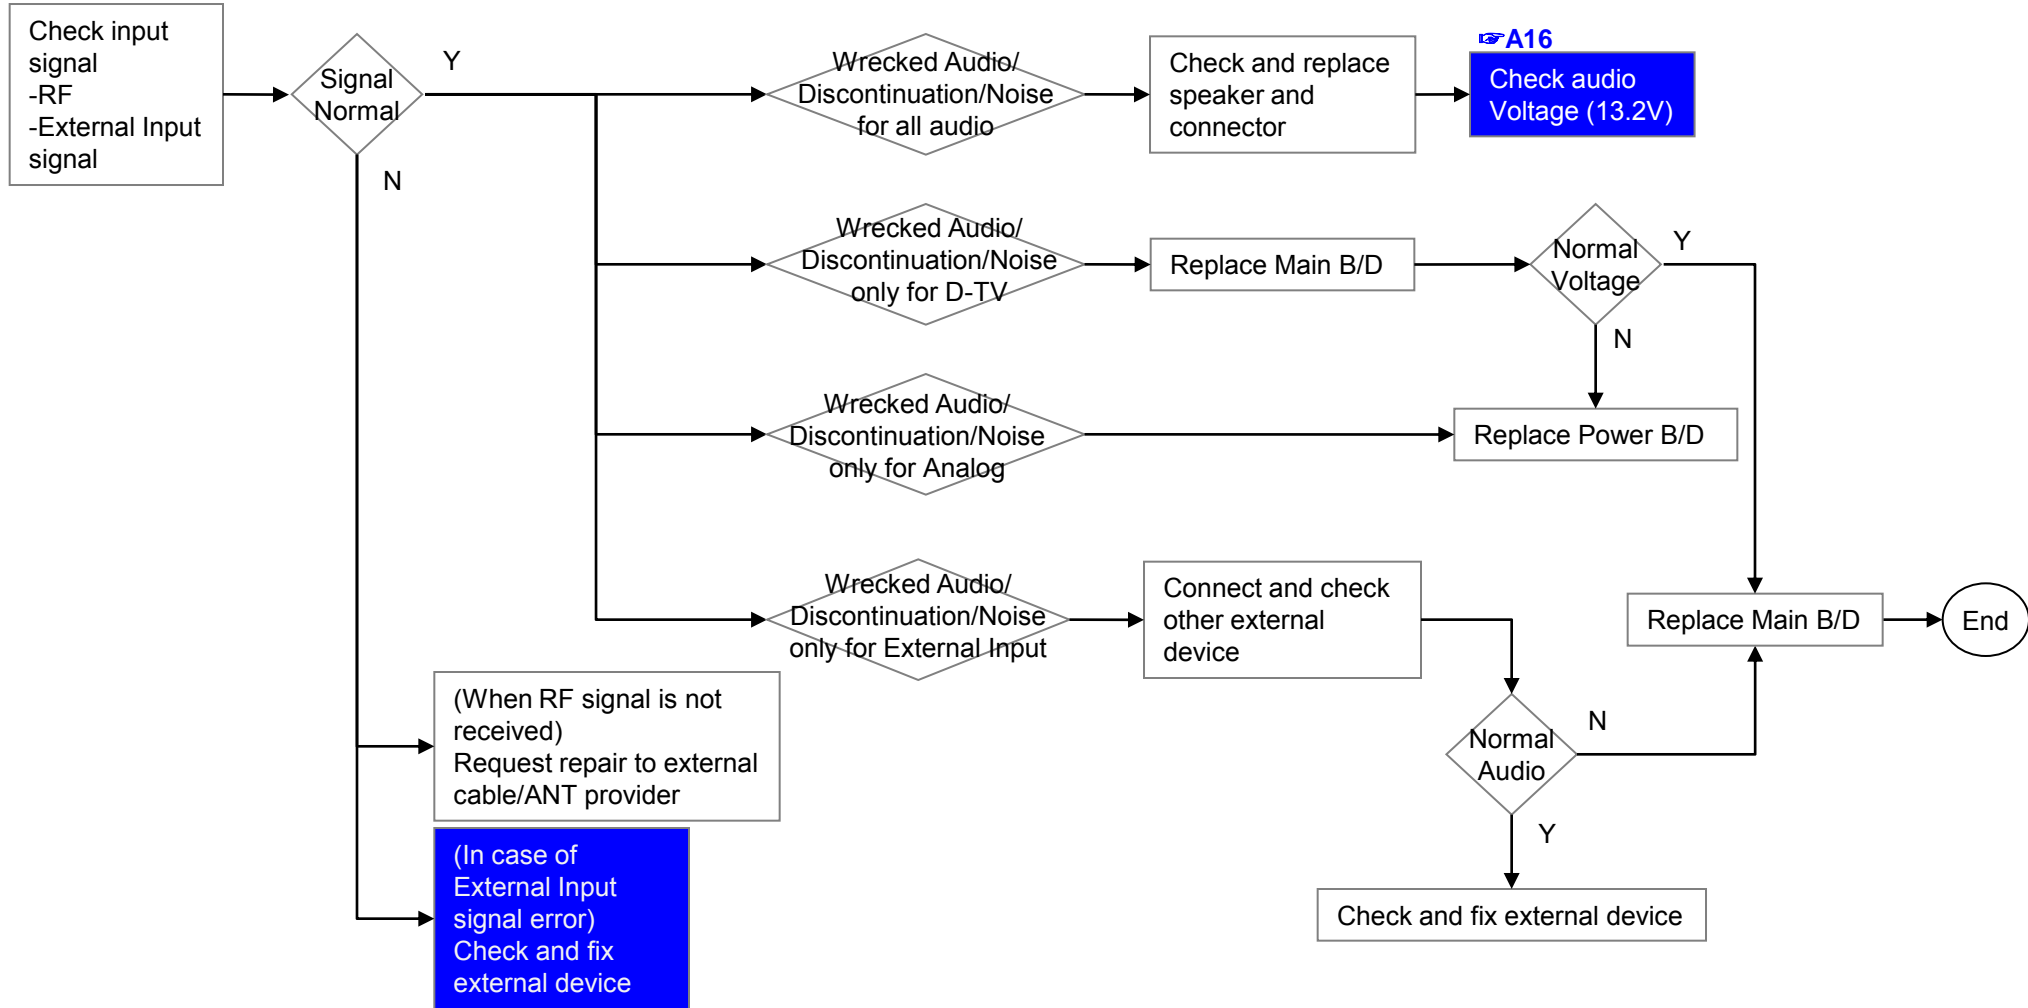 Check input
signal
-RF
-External Input
signal
Signal
Normal
Y
N
Wrecked Audio/
Discontinuation/Noise
for all audio
Check and replace
speaker and
connector
☞A16
Check audio
Voltage (13.2V)
Wrecked Audio/
Discontinuation/Noise
only for D-TV
Replace Main B/D
Normal
Voltage
Y
N
Wrecked Audio/
Discontinuation/Noise
only for Analog
Replace Power B/D
Wrecked Audio/
Discontinuation/Noise
only for External Input
Connect and check
other external
device
Replace Main B/D
End
Normal
Audio
N
Y
Check and fix external device
(When RF signal is not
received)
Request repair to external
cable/ANT provider
(In case of
External Input
signal error)
Check and fix
external device